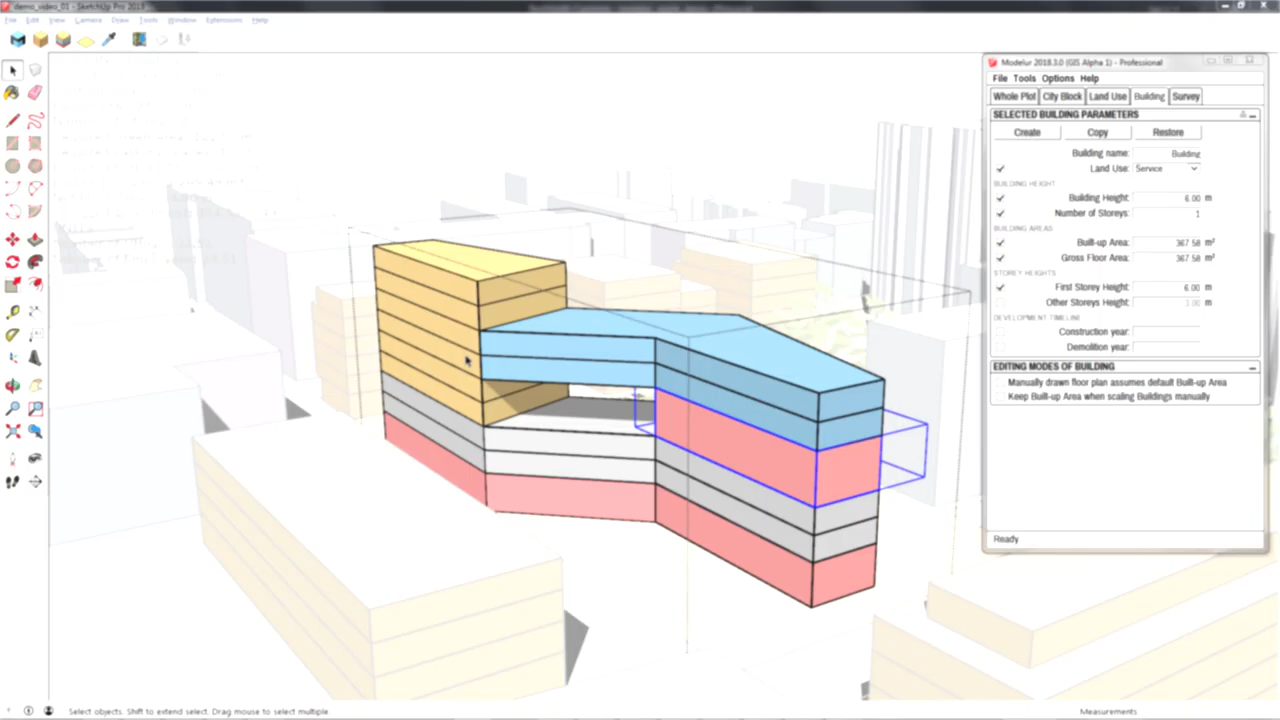 demo_video_01 - SketchUp Pro 2018
File Edit View Camera Draw Tools Window Extensions Help
Modelur 2018.3.0 (GIS Alpha 1) - Professional
File Tools Options Help
Whole Plot City Block Land Use Building Survey
SELECTED BUILDING PARAMETERS
Create Copy Restore
Building name: Building
Land Use: Service
BUILDING HEIGHT
Building Height: 6.00 m
Number of Storeys: 1
BUILDING AREAS
Built-up Area: 367.58 m²
Gross Floor Area: 367.58 m²
STOREY HEIGHTS
First Storey Height: 6.00 m
Other Storeys Height: 3.00 m
DEVELOPMENT TIMELINE
Construction year:
Demolition year:
EDITING MODES OF BUILDING
Manually drawn floor plan assumes default Built-up Area
Keep Built-up Area when scaling Buildings manually
Ready
Select objects. Shift to extend select. Drag mouse to select multiple.
Measurements